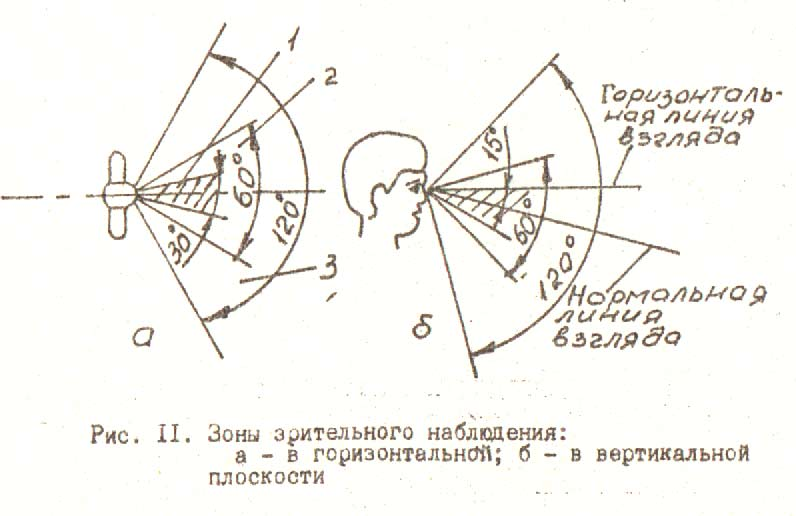 1
2
3
30°
60°
120°
а
15°
60°
120°
б
Горизонталь-
ная линия
взгляда
Нормальная
линия
взгляда
Рис. II. Зоны зрительного наблюдения:
а - в горизонтальной; б - в вертикальной
плоскости